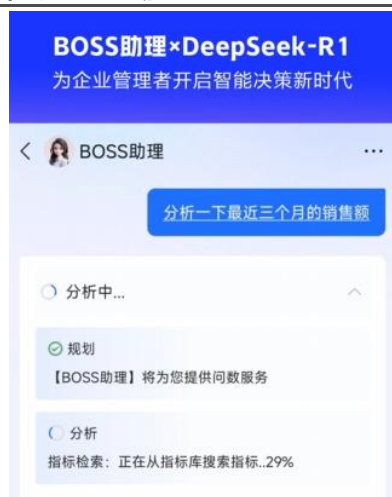 BOSS助理×DeepSeek-R1
为企业管理者开启智能决策新时代
BOSS助理
分析一下最近三个月的销售额
分析中...
规划
【BOSS助理】将为您提供问数服务
分析
指标检索：正在从指标库搜索指标..29%